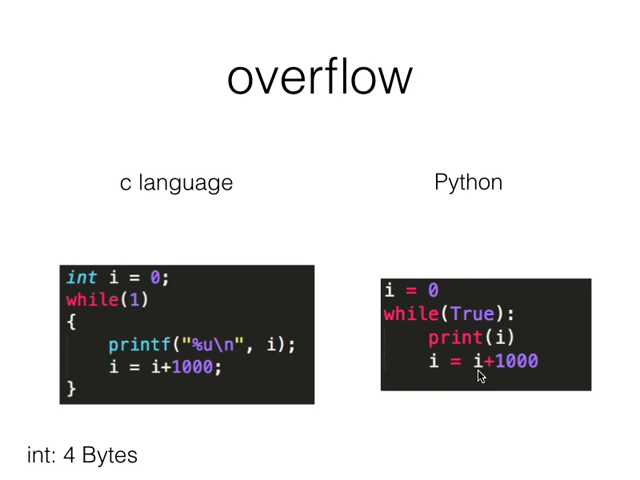 overflow
c language
Python
int i = 0;
while(1)
{
    printf("%u\n", i);
    i = i+1000;
}
i = 0
while(True):
    print(i)
    i = i+1000
int: 4 Bytes